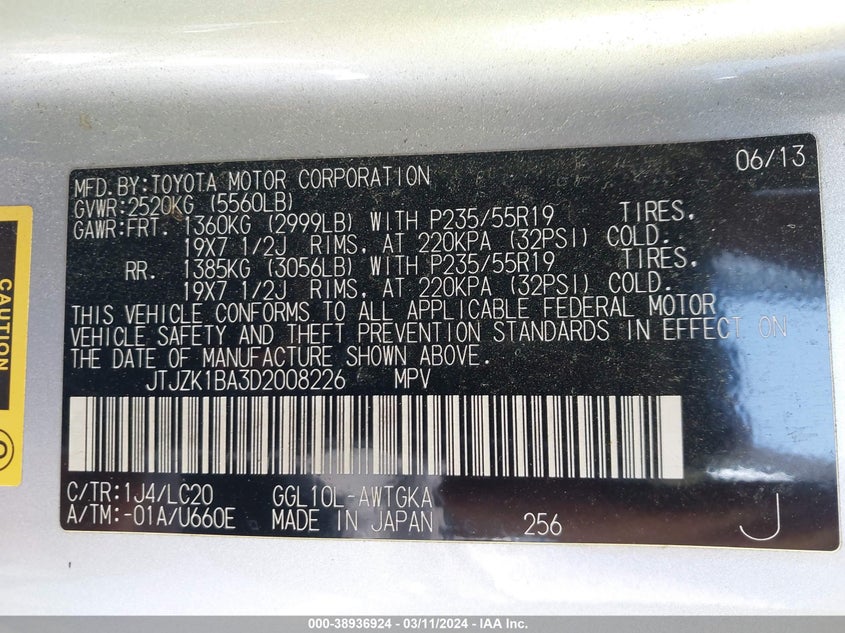 06/13
MFD.BY:TOYOTA MOTOR CORPORATION
GVWR:2520KG (5560LB)
GAWR:FRT. 1360KG (2999LB) WITH P235/55R19 TIRES,
19X7 1/2J RIMS, AT 220KPA (32PSI) COLD.
RR. 1385KG (3056LB) WITH P235/55R19 TIRES,
19X7 1/2J RIMS, AT 220KPA (32PSI) COLD.
THIS VEHICLE CONFORMS TO ALL APPLICABLE FEDERAL MOTOR
VEHICLE SAFETY AND THEFT PREVENTION STANDARDS IN EFFECT ON
THE DATE OF MANUFACTURE SHOWN ABOVE.
JTJZK1BA3D2008226 MPV
C/TR:1J4/LC20 GGL10L-AWTGKA
A/TM:-01A/U660E MADE IN JAPAN 256 J
CAUTION
000-38936924 - 03/11/2024 - IAA Inc.